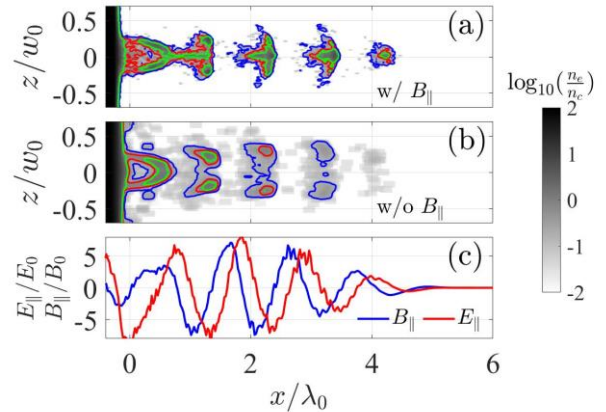 0.5
0
-0.5
z/w₀
(a)
w/ B∥
log₁₀(nₑ/n꜀)
2
1
0
-1
-2
0.5
0
-0.5
z/w₀
(b)
w/o B∥
E∥/E₀
B∥/B₀
5
0
-5
(c)
B∥
E∥
0
2
4
6
x/λ₀